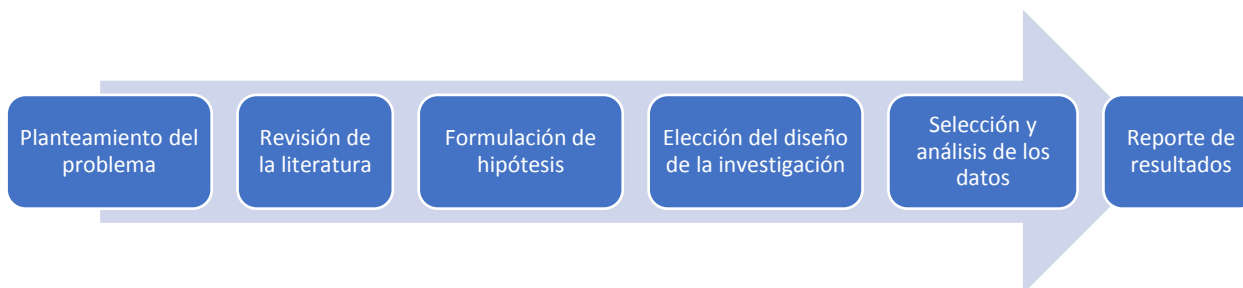 Planteamiento del
problema
Revisión de
la literatura
Formulación de
hipótesis
Elección del diseño
de la investigación
Selección y
análisis de los
datos
Reporte de
resultados